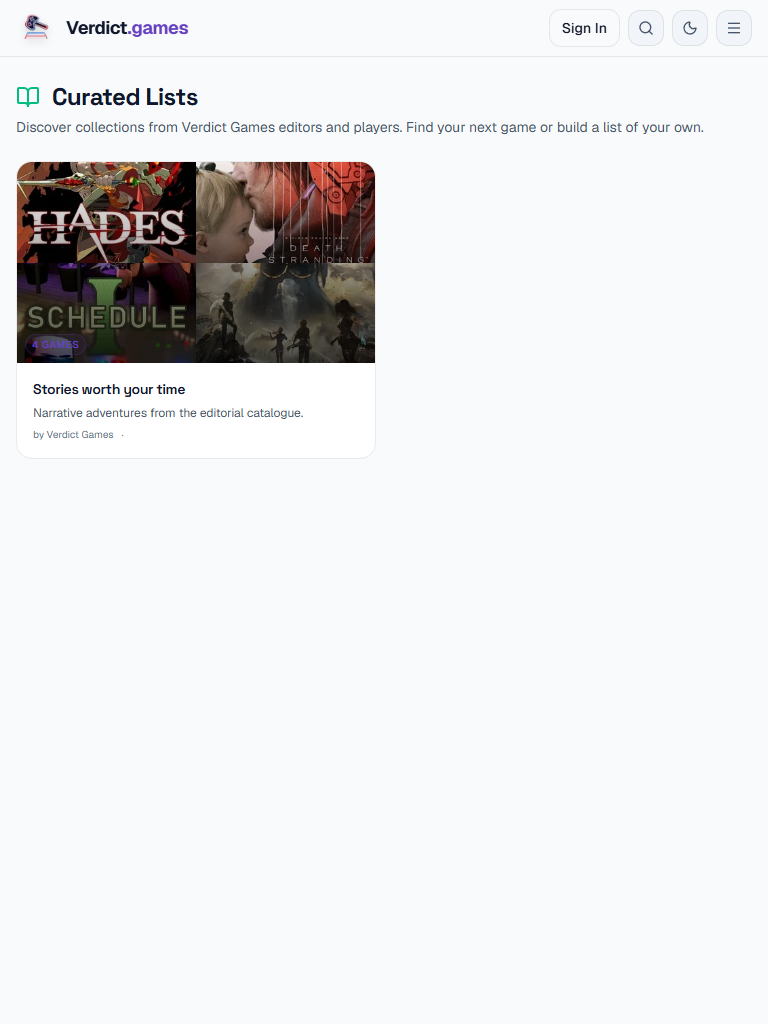 Verdict.games
Sign In
Curated Lists
Discover collections from Verdict Games editors and players. Find your next game or build a list of your own.
HADES
DEATH
STRANDING
SCHEDULE
I
4 GAMES
Stories worth your time
Narrative adventures from the editorial catalogue.
by Verdict Games ·